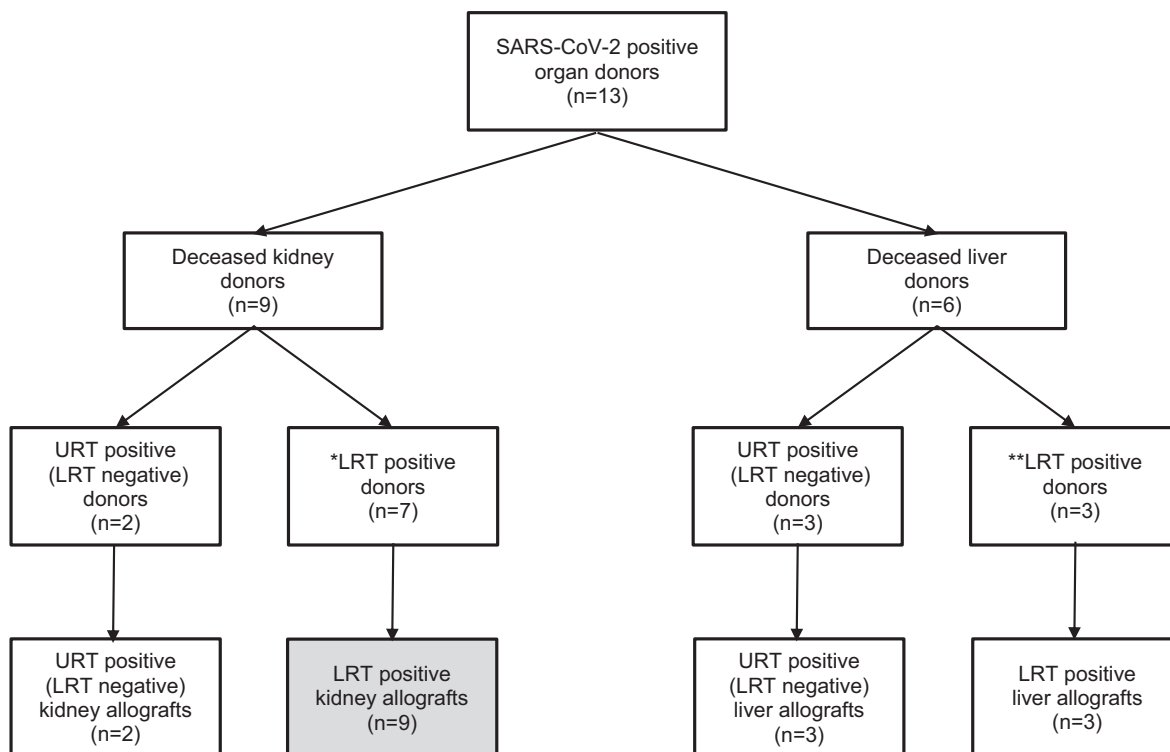 SARS-CoV-2 positive
organ donors
(n=13)
Deceased kidney
donors
(n=9)
Deceased liver
donors
(n=6)
URT positive
(LRT negative)
donors
(n=2)
*LRT positive
donors
(n=7)
URT positive
(LRT negative)
donors
(n=3)
**LRT positive
donors
(n=3)
URT positive
(LRT negative)
kidney allografts
(n=2)
LRT positive
kidney allografts
(n=9)
URT positive
(LRT negative)
liver allografts
(n=3)
LRT positive
liver allografts
(n=3)